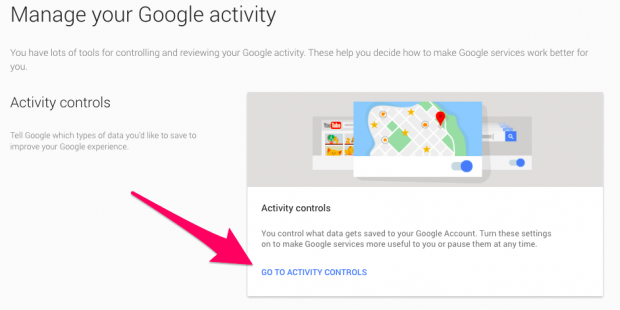 Manage your Google activity
You have lots of tools for controlling and reviewing your Google activity. These help you decide how to make Google services work better for
you.
Activity controls
Tell Google which types of data you'd like to save to
improve your Google experience.
YouTube
Activity controls
You control what data gets saved to your Google Account. Turn these settings
on to make Google services more useful to you or pause them at any time.
GO TO ACTIVITY CONTROLS